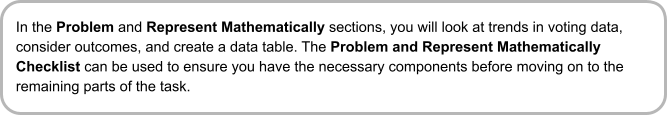 In the Problem and Represent Mathematically sections, you will look at trends in voting data,
consider outcomes, and create a data table. The Problem and Represent Mathematically
Checklist can be used to ensure you have the necessary components before moving on to the
remaining parts of the task.